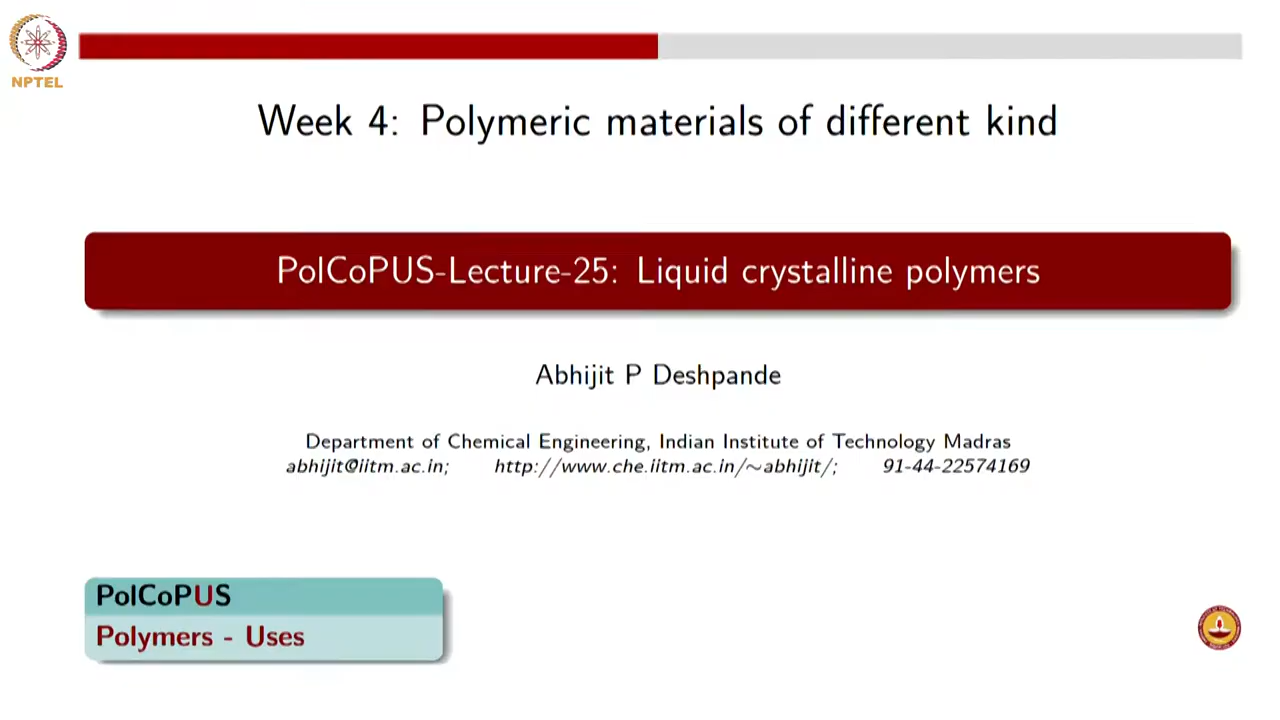 NPTEL
Week 4: Polymeric materials of different kind
PolCoPUS-Lecture-25: Liquid crystalline polymers
Abhijit P Deshpande
Department of Chemical Engineering, Indian Institute of Technology Madras
abhijit@iitm.ac.in; http://www.che.iitm.ac.in/~abhijit/; 91-44-22574169
PolCoPUS
Polymers - Uses